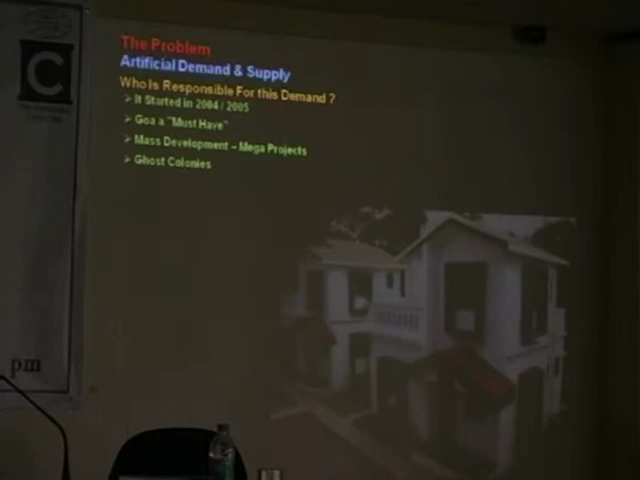 C
The Problem
Artificial Demand & Supply
Who Is Responsible For this Demand ?
➢ It Started in 2004 / 2005
➢ Goa a "Must Have"
➢ Mass Development – Mega Projects
➢ Ghost Colonies
pm